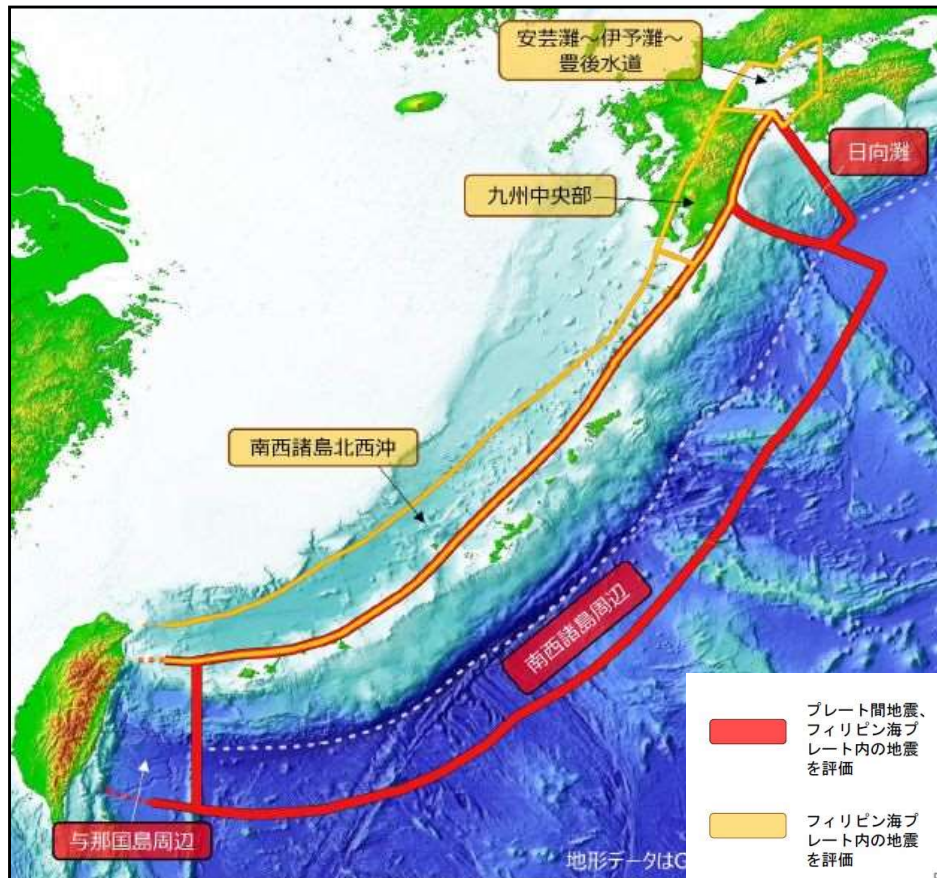 安芸灘～伊予灘～
豊後水道
日向灘
九州中央部
南西諸島北西沖
南西諸島周辺
与那国島周辺
プレート間地震、
フィリピン海プ
レート内の地震
を評価
フィリピン海プ
レート内の地震
を評価
地形データはG